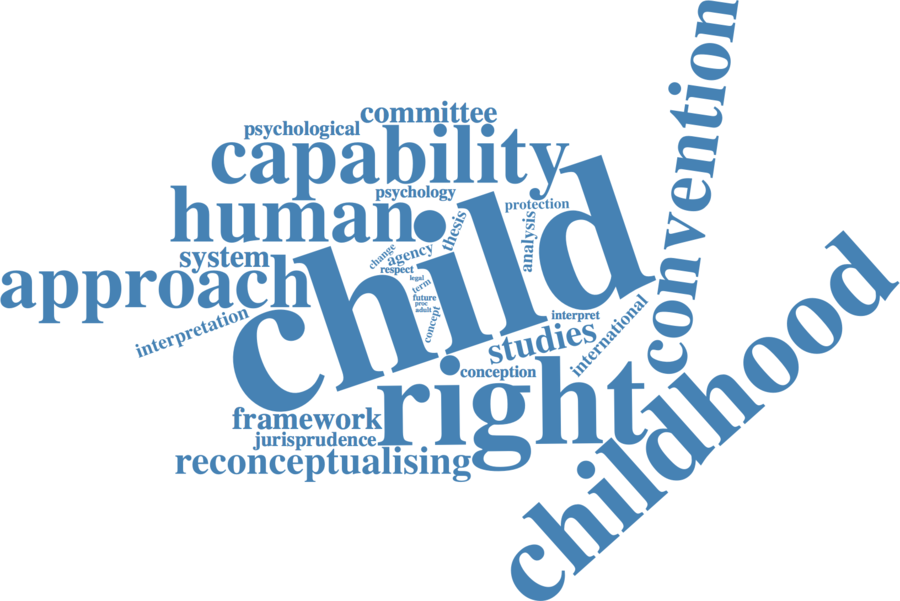 convention
committee
psychological
capability
psychology
human
child
protection
thesis
analysis
change
agency
system
respect
approach
legal
term
future
proc
adult
concept
interpretation
interpret
international
studies
conception
right
childhood
framework
jurisprudence
reconceptualising